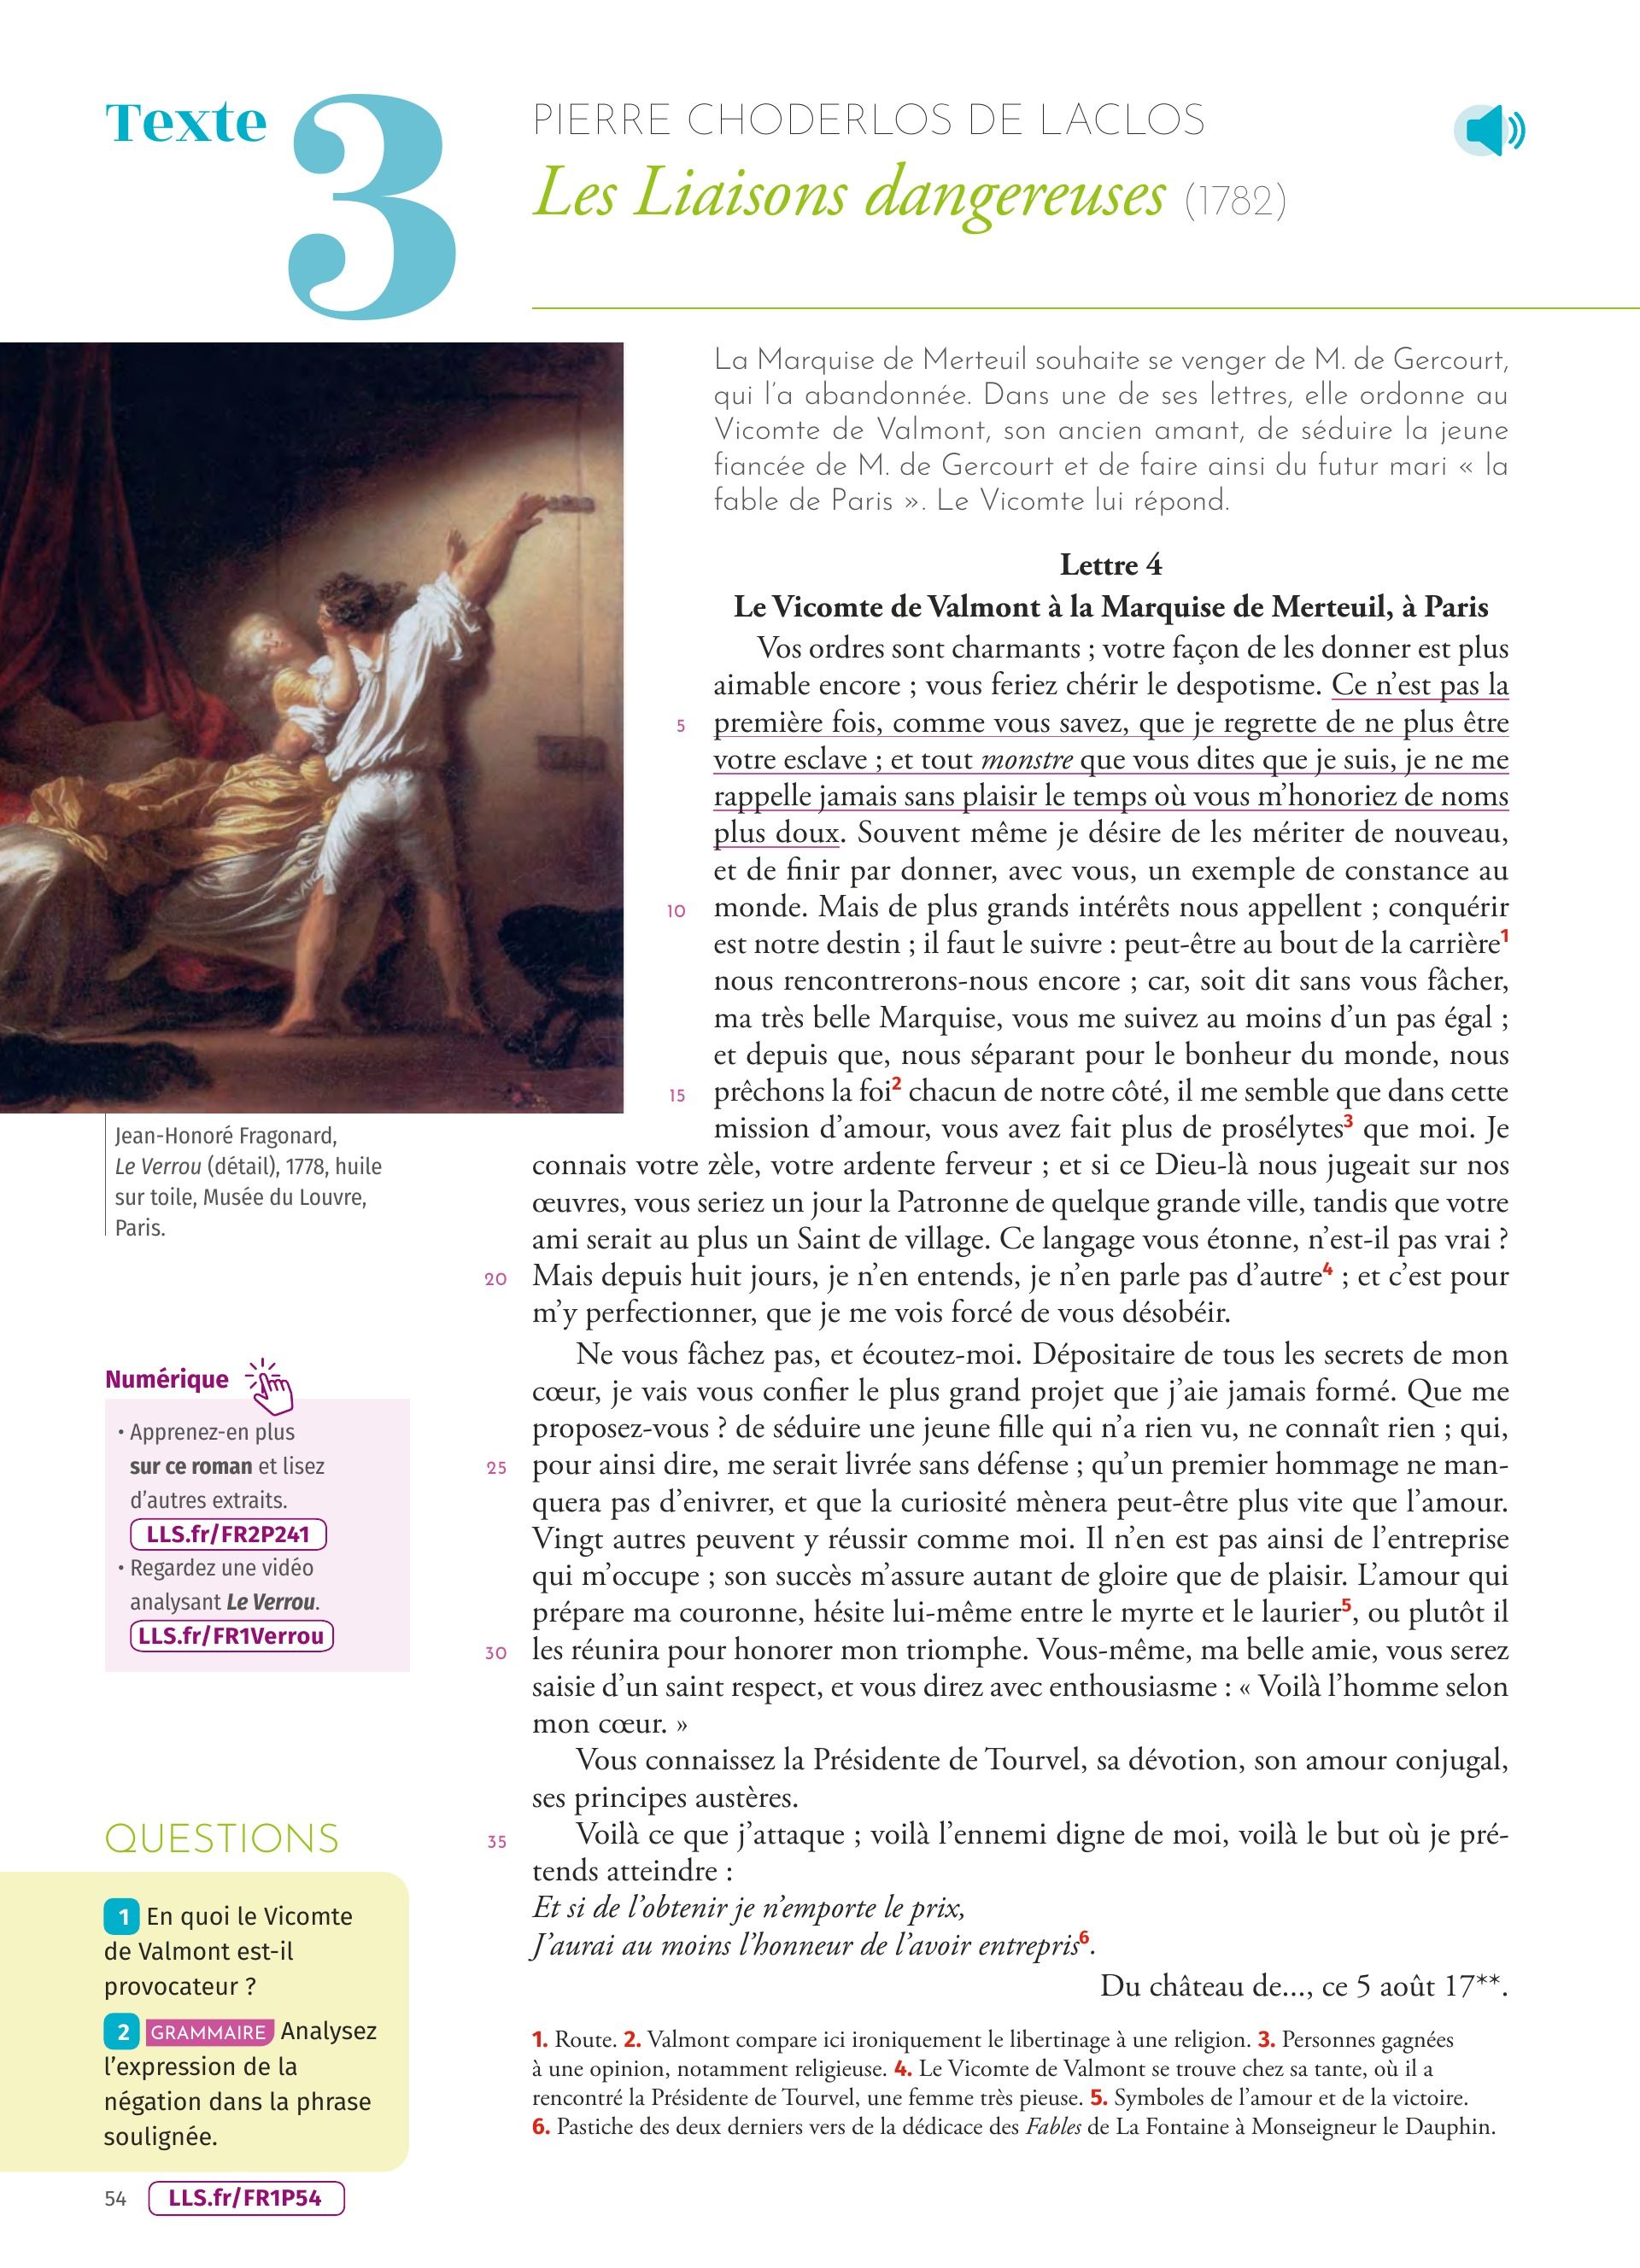 Texte 3
PIERRE CHODERLOS DE LACLOS
Les Liaisons dangereuses (1782)
La Marquise de Merteuil souhaite se venger de M. de Gercourt,
qui l'a abandonnée. Dans une de ses lettres, elle ordonne au
Vicomte de Valmont, son ancien amant, de séduire la jeune
fiancée de M. de Gercourt et de faire ainsi du futur mari « la
fable de Paris ». Le Vicomte lui répond.
Lettre 4
Le Vicomte de Valmont à la Marquise de Merteuil, à Paris
Vos ordres sont charmants ; votre façon de les donner est plus
aimable encore ; vous feriez chérir le despotisme. Ce n'est pas la
5 première fois, comme vous savez, que je regrette de ne plus être
votre esclave ; et tout monstre que vous dites que je suis, je ne me
rappelle jamais sans plaisir le temps où vous m'honoriez de noms
plus doux. Souvent même je désire de les mériter de nouveau,
et de finir par donner, avec vous, un exemple de constance au
10 monde. Mais de plus grands intérêts nous appellent ; conquérir
est notre destin ; il faut le suivre : peut-être au bout de la carrière1
nous rencontrerons-nous encore ; car, soit dit sans vous fâcher,
ma très belle Marquise, vous me suivez au moins d'un pas égal ;
et depuis que, nous séparant pour le bonheur du monde, nous
15 prêchons la foi2 chacun de notre côté, il me semble que dans cette
mission d'amour, vous avez fait plus de prosélytes3 que moi. Je
connais votre zèle, votre ardente ferveur ; et si ce Dieu-là nous jugeait sur nos
œuvres, vous seriez un jour la Patronne de quelque grande ville, tandis que votre
ami serait au plus un Saint de village. Ce langage vous étonne, n'est-il pas vrai ?
20 Mais depuis huit jours, je n'en entends, je n'en parle pas d'autre4 ; et c'est pour
m'y perfectionner, que je me vois forcé de vous désobéir.
Ne vous fâchez pas, et écoutez-moi. Dépositaire de tous les secrets de mon
cœur, je vais vous confier le plus grand projet que j'aie jamais formé. Que me
proposez-vous ? de séduire une jeune fille qui n'a rien vu, ne connaît rien ; qui,
25 pour ainsi dire, me serait livrée sans défense ; qu'un premier hommage ne man-
quera pas d'enivrer, et que la curiosité mènera peut-être plus vite que l'amour.
Vingt autres peuvent y réussir comme moi. Il n'en est pas ainsi de l'entreprise
qui m'occupe ; son succès m'assure autant de gloire que de plaisir. L'amour qui
prépare ma couronne, hésite lui-même entre le myrte et le laurier5, ou plutôt il
30 les réunira pour honorer mon triomphe. Vous-même, ma belle amie, vous serez
saisie d'un saint respect, et vous direz avec enthousiasme : « Voilà l'homme selon
mon cœur. »
Vous connaissez la Présidente de Tourvel, sa dévotion, son amour conjugal,
ses principes austères.
35 Voilà ce que j'attaque ; voilà l'ennemi digne de moi, voilà le but où je pré-
tends atteindre :
Et si de l'obtenir je n'emporte le prix,
J'aurai au moins l'honneur de l'avoir entrepris6.
Du château de..., ce 5 août 17**.
1. Route. 2. Valmont compare ici ironiquement le libertinage à une religion. 3. Personnes gagnées
à une opinion, notamment religieuse. 4. Le Vicomte de Valmont se trouve chez sa tante, où il a
rencontré la Présidente de Tourvel, une femme très pieuse. 5. Symboles de l'amour et de la victoire.
6. Pastiche des deux derniers vers de la dédicace des Fables de La Fontaine à Monseigneur le Dauphin.
Jean-Honoré Fragonard,
Le Verrou (détail), 1778, huile
sur toile, Musée du Louvre,
Paris.
Numérique
• Apprenez-en plus
sur ce roman et lisez
d'autres extraits.
LLS.fr/FR2P241
• Regardez une vidéo
analysant Le Verrou.
LLS.fr/FR1Verrou
QUESTIONS
1 En quoi le Vicomte
de Valmont est-il
provocateur ?
2 GRAMMAIRE Analysez
l'expression de la
négation dans la phrase
soulignée.
54 LLS.fr/FR1P54